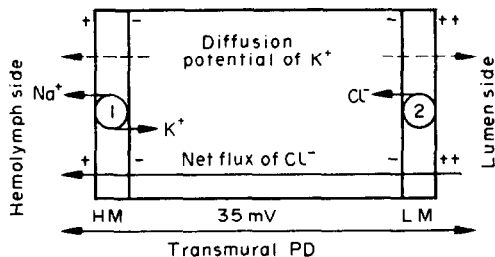 + - - ++
Diffusion
potential of K⁺
Hemolymph side
Lumen side
Na⁺
1
K⁺
Cl⁻
2
+ - - ++
Net flux of Cl⁻
HM 35 mV LM
Transmural PD